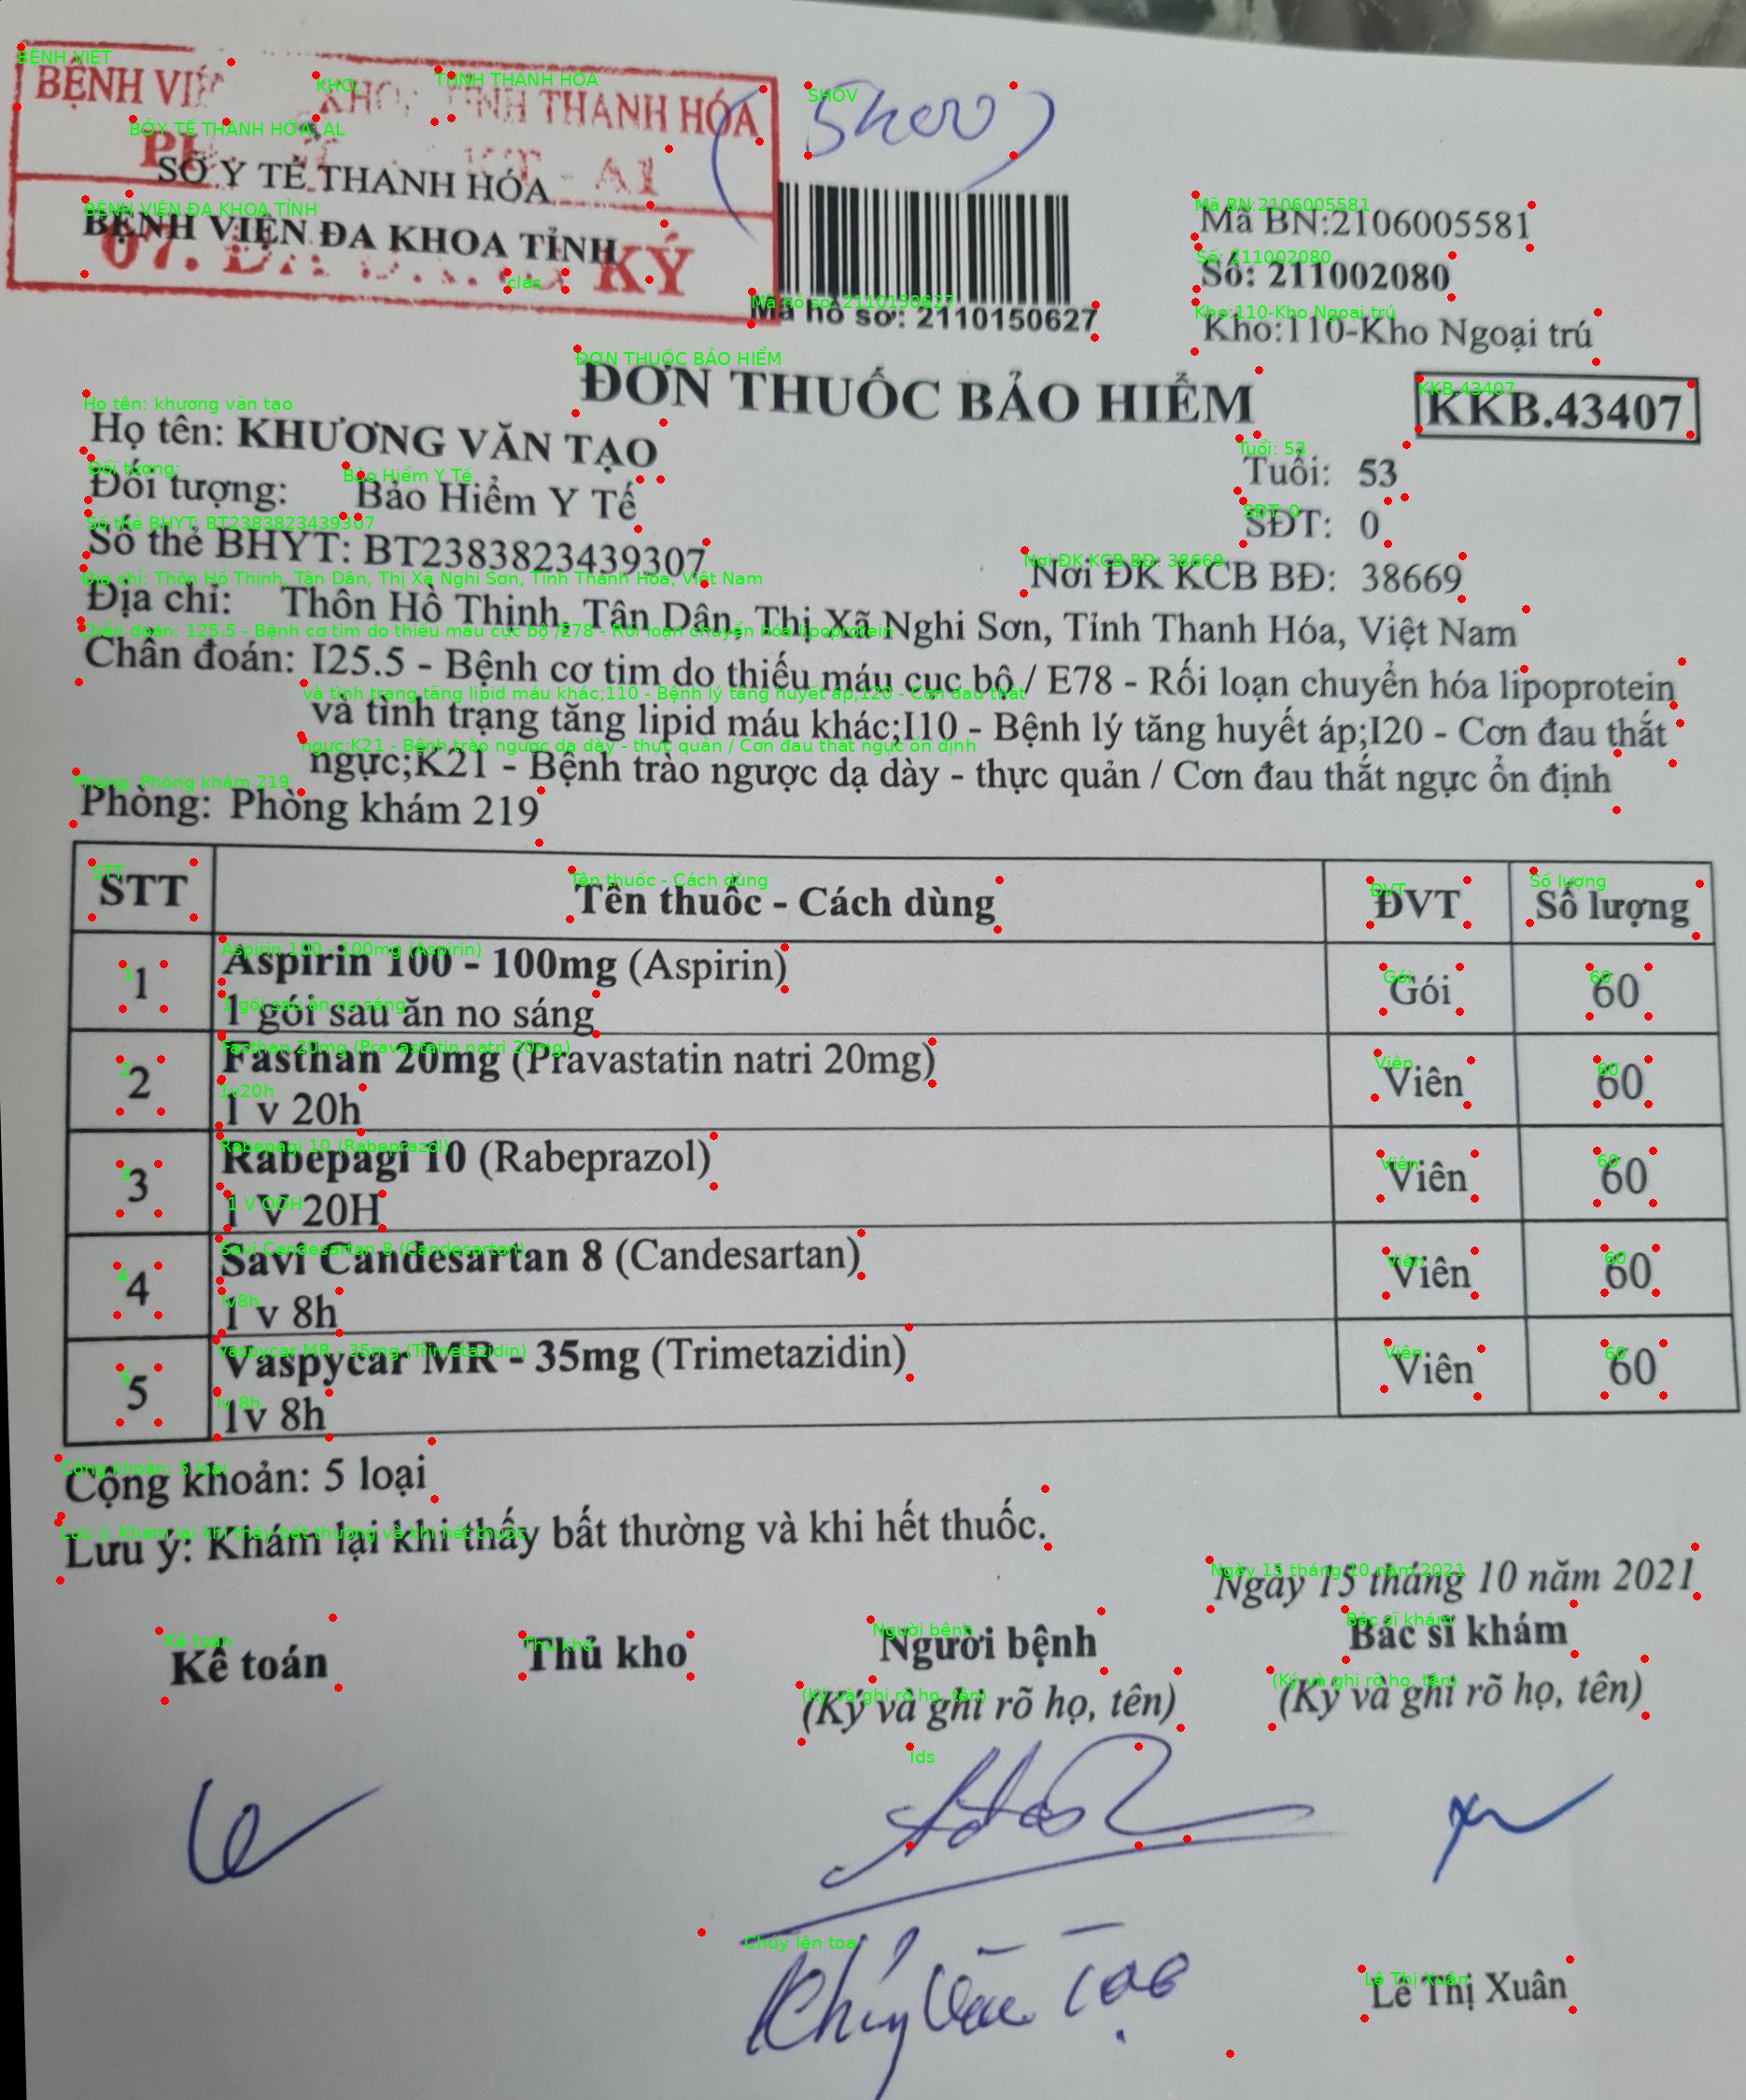 BỆNH VIỆ KHO TỈNH THANH HÓA
SỞ Y TẾ THANH HÓA
A1
BỆNH VIỆN ĐA KHOA TỈNH
07. KÝ
Mã hồ sơ: 2110150627
Mã BN:2106005581
Số: 211002080
Kho:110-Kho Ngoại trú
ĐƠN THUỐC BẢO HIỂM
KKB.43407
Họ tên: KHƯƠNG VĂN TẠO
Tuổi: 53
Đối tượng: Bảo Hiểm Y Tế
SĐT: 0
Số thẻ BHYT: BT2383823439307
Nơi ĐK KCB BĐ: 38669
Địa chỉ: Thôn Hồ Thịnh, Tân Dân, Thị Xã Nghi Sơn, Tỉnh Thanh Hóa, Việt Nam
Chẩn đoán: I25.5 - Bệnh cơ tim do thiếu máu cục bộ / E78 - Rối loạn chuyển hóa lipoprotein
và tình trạng tăng lipid máu khác;I10 - Bệnh lý tăng huyết áp;I20 - Cơn đau thắt
ngực;K21 - Bệnh trào ngược dạ dày - thực quản / Cơn đau thắt ngực ổn định
Phòng: Phòng khám 219
STT Tên thuốc - Cách dùng ĐVT Số lượng
1 Aspirin 100 - 100mg (Aspirin) Gói 60
1 gói sau ăn no sáng
2 Fasthan 20mg (Pravastatin natri 20mg) Viên 60
1 v 20h
3 Rabepagi 10 (Rabeprazol) Viên 60
1 V 20H
4 Savi Candesartan 8 (Candesartan) Viên 60
1 v 8h
5 Vaspycar MR - 35mg (Trimetazidin) Viên 60
1v 8h
Cộng khoản: 5 loại
Lưu ý: Khám lại khi thấy bất thường và khi hết thuốc.
Ngày 15 tháng 10 năm 2021
Kế toán Thủ kho Người bệnh Bác sĩ khám
(Ký và ghi rõ họ, tên) (Ký và ghi rõ họ, tên)
Lê Thị Xuân